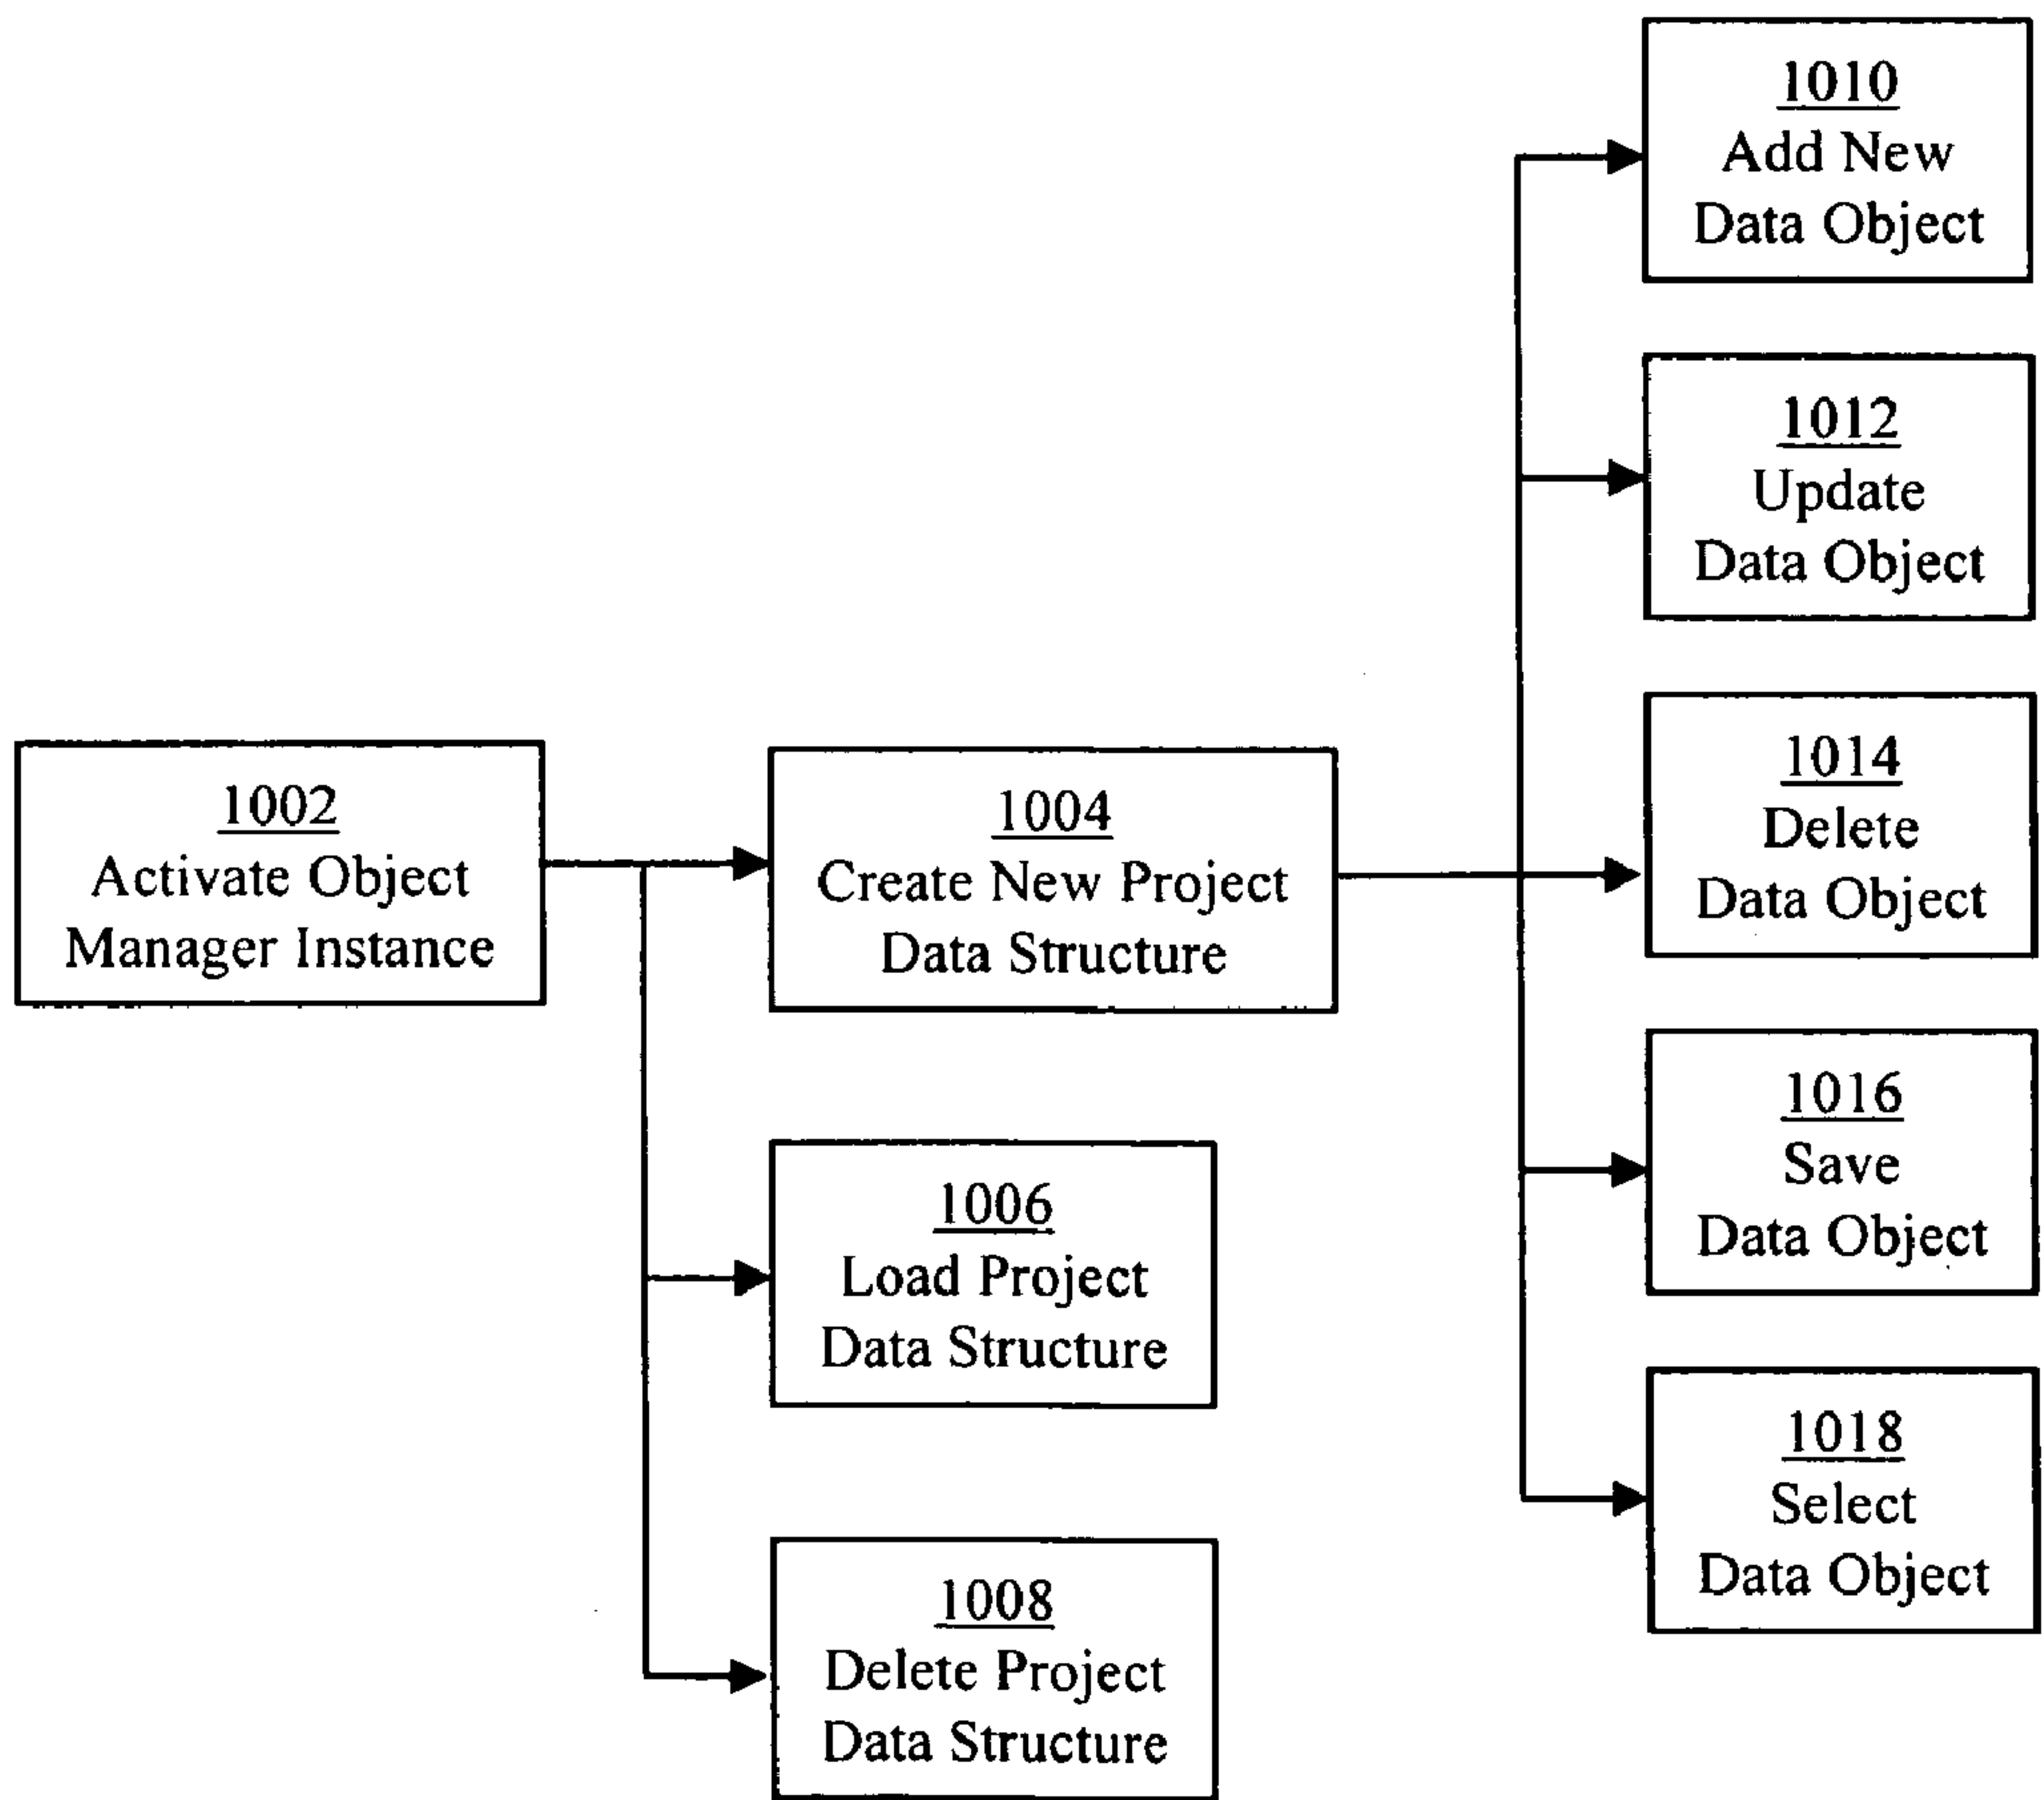 1002
Activate Object
Manager Instance
1004
Create New Project
Data Structure
1006
Load Project
Data Structure
1008
Delete Project
Data Structure
1010
Add New
Data Object
1012
Update
Data Object
1014
Delete
Data Object
1016
Save
Data Object
1018
Select
Data Object